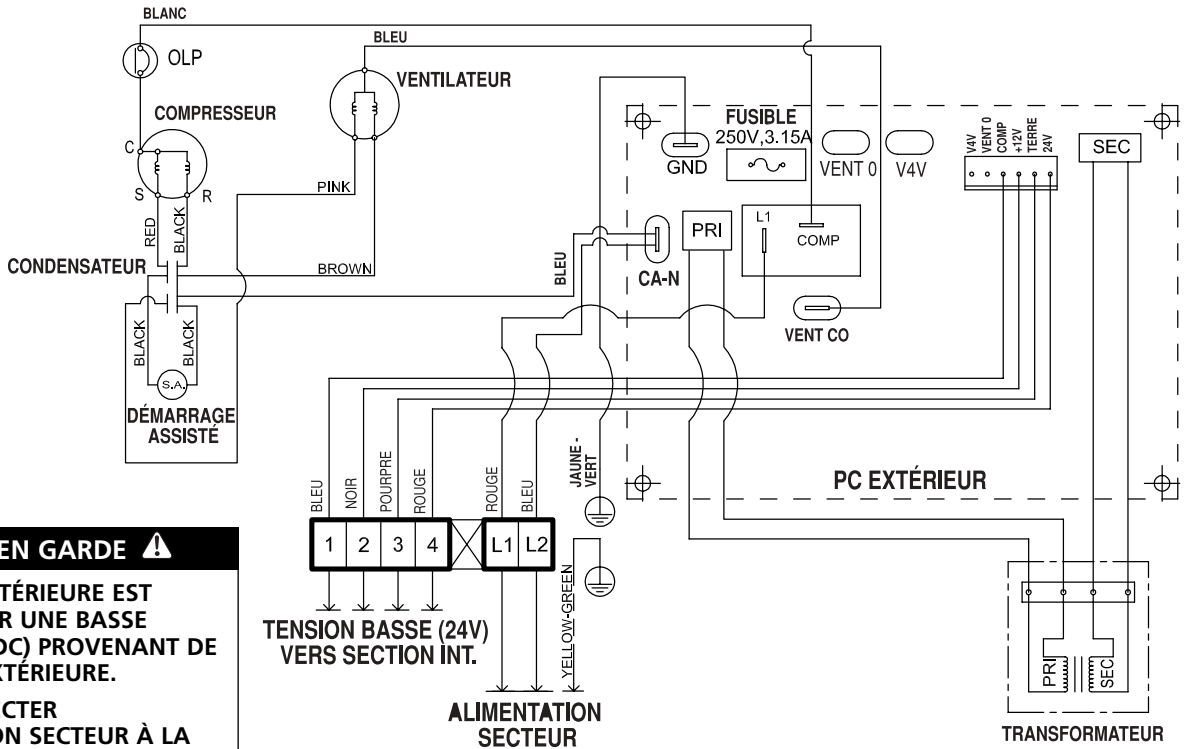 BLANC
OLP
BLEU
VENTILATEUR
COMPRESSEUR
C
S
R
RED
BLACK
PINK
CONDENSATEUR
BROWN
BLACK
BLACK
S.A.
DÉMARRAGE
ASSISTÉ
BLEU
FUSIBLE
250V,3.15A
GND
VENT 0
V4V
V4V
VENT 0
COMP
+12V
TERRE
24V
SEC
PRI
L1
COMP
CA-N
VENT CO
PC EXTÉRIEUR
BLEU
NOIR
POURPRE
ROUGE
ROUGE
BLEU
JAUNE -
VERT
1
2
3
4
L1
L2
YELLOW-GREEN
TENSION BASSE (24V)
VERS SECTION INT.
ALIMENTATION
SECTEUR
PRI
SEC
TRANSFORMATEUR
EN GARDE
TÉRIEURE EST
R UNE BASSE
DC) PROVENANT DE
XTÉRIEURE.
CTER
ON SECTEUR À LA